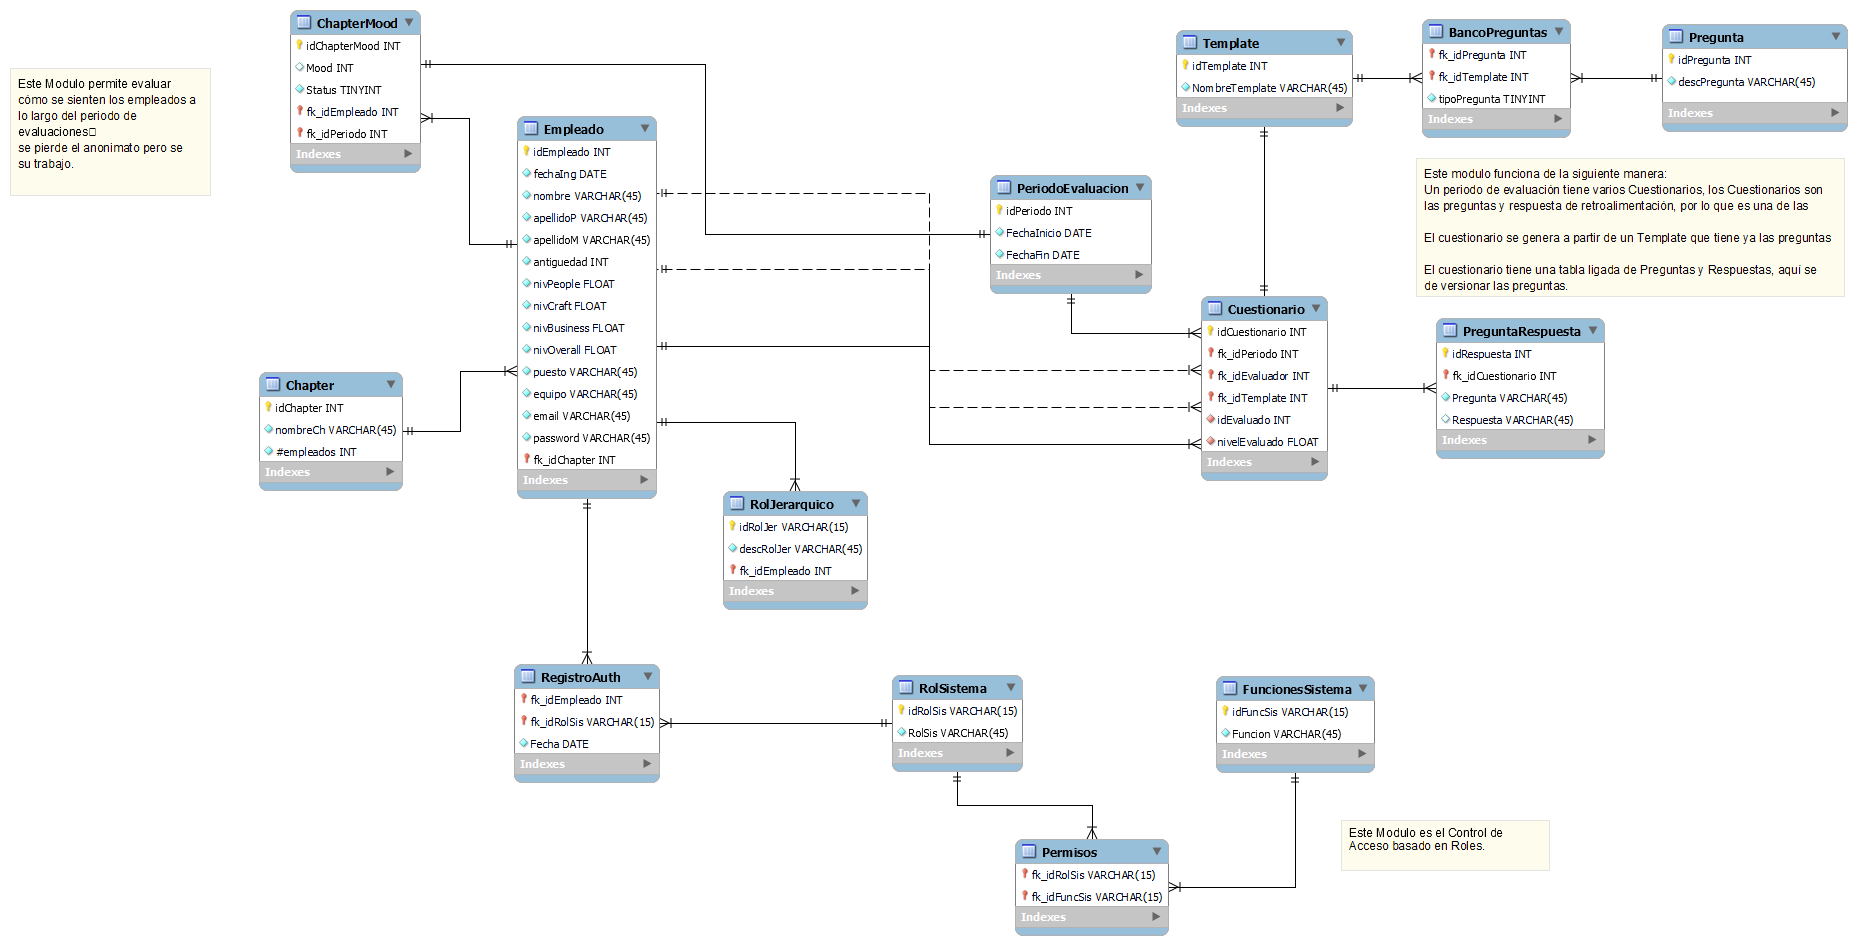 Este Modulo permite evaluar
cómo se sienten los empleados a
lo largo del periodo de
evaluaciones
se pierde el anonimato pero se
su trabajo.
ChapterMood
idChapterMood INT
Mood INT
Status TINYINT
fk_idEmpleado INT
fk_idPeriodo INT
Indexes
Empleado
idEmpleado INT
fechaIng DATE
nombre VARCHAR(45)
apellidoP VARCHAR(45)
apellidoM VARCHAR(45)
antiguedad INT
nivPeople FLOAT
nivCraft FLOAT
nivBusiness FLOAT
nivOverall FLOAT
puesto VARCHAR(45)
equipo VARCHAR(45)
email VARCHAR(45)
password VARCHAR(45)
fk_idChapter INT
Indexes
Chapter
idChapter INT
nombreCh VARCHAR(45)
#empleados INT
Indexes
RolJerarquico
idRolJer VARCHAR(15)
descRolJer VARCHAR(45)
fk_idEmpleado INT
Indexes
PeriodoEvaluacion
idPeriodo INT
FechaInicio DATE
FechaFin DATE
Indexes
Template
idTemplate INT
NombreTemplate VARCHAR(45)
Indexes
BancoPreguntas
fk_idPregunta INT
fk_idTemplate INT
tipoPregunta TINYINT
Indexes
Pregunta
idPregunta INT
descPregunta VARCHAR(45)
Indexes
Este modulo funciona de la siguiente manera:
Un periodo de evaluación tiene varios Cuestionarios, los Cuestionarios son
las preguntas y respuesta de retroalimentación, por lo que es una de las
El cuestionario se genera a partir de un Template que tiene ya las preguntas
El cuestionario tiene una tabla ligada de Preguntas y Respuestas, aquí se
de versionar las preguntas.
Cuestionario
idCuestionario INT
fk_idPeriodo INT
fk_idEvaluador INT
fk_idTemplate INT
idEvaluado INT
nivelEvaluado FLOAT
Indexes
PreguntaRespuesta
idRespuesta INT
fk_idCuestionario INT
Pregunta VARCHAR(45)
Respuesta VARCHAR(45)
Indexes
RegistroAuth
fk_idEmpleado INT
fk_idRolSis VARCHAR(15)
Fecha DATE
Indexes
RolSistema
idRolSis VARCHAR(15)
RolSis VARCHAR(45)
Indexes
FuncionesSistema
idFuncSis VARCHAR(15)
Funcion VARCHAR(45)
Indexes
Permisos
fk_idRolSis VARCHAR(15)
fk_idFuncSis VARCHAR(15)
Indexes
Este Modulo es el Control de
Acceso basado en Roles.